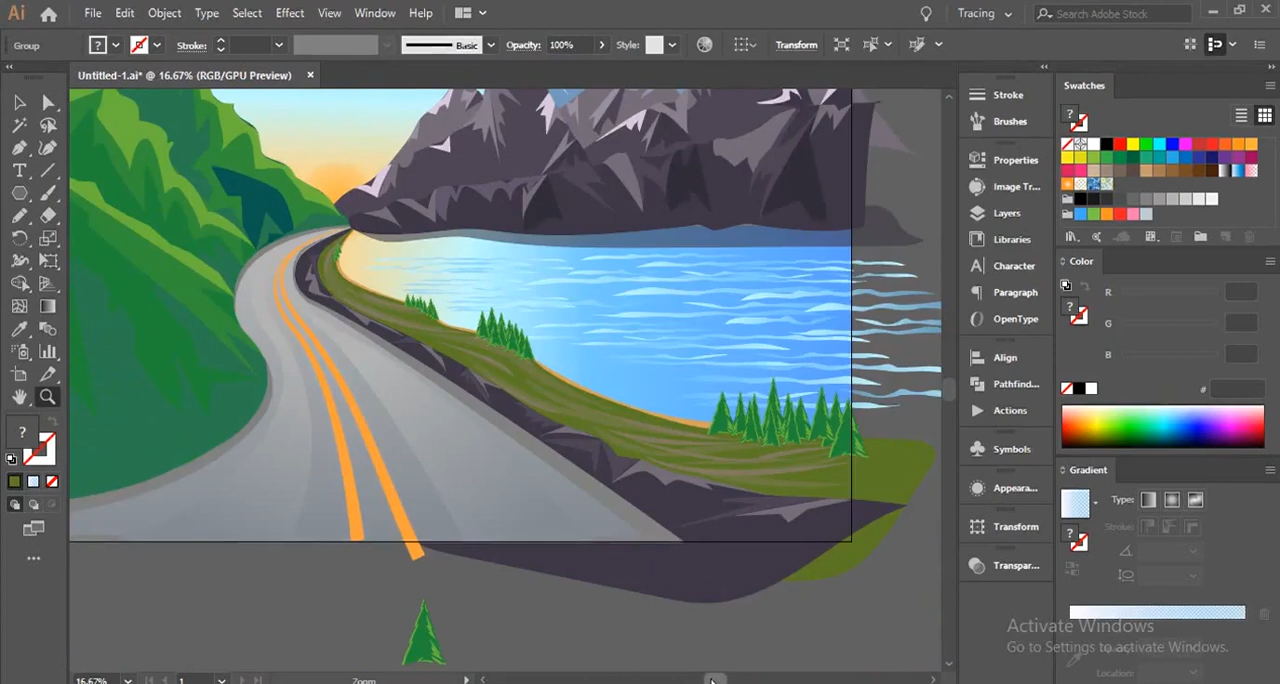 Ai File Edit Object Type Select Effect View Window Help Tracing Search Adobe Stock
Group ? Stroke: Basic Opacity: 100% Style: Transform
Untitled-1.ai* @ 16.67% (RGB/GPU Preview) ×
Stroke
Brushes
Properties
Image Tr...
Layers
Libraries
Character
Paragraph
OpenType
Align
Pathfind...
Actions
Symbols
Appeara...
Transform
Transpar...
Swatches
?
Color
?
R
G
B
#
Gradient
Type:
Stroke:
?
Location:
?
Activate Windows
Go to Settings to activate Windows.
16.67% 1 Zoom